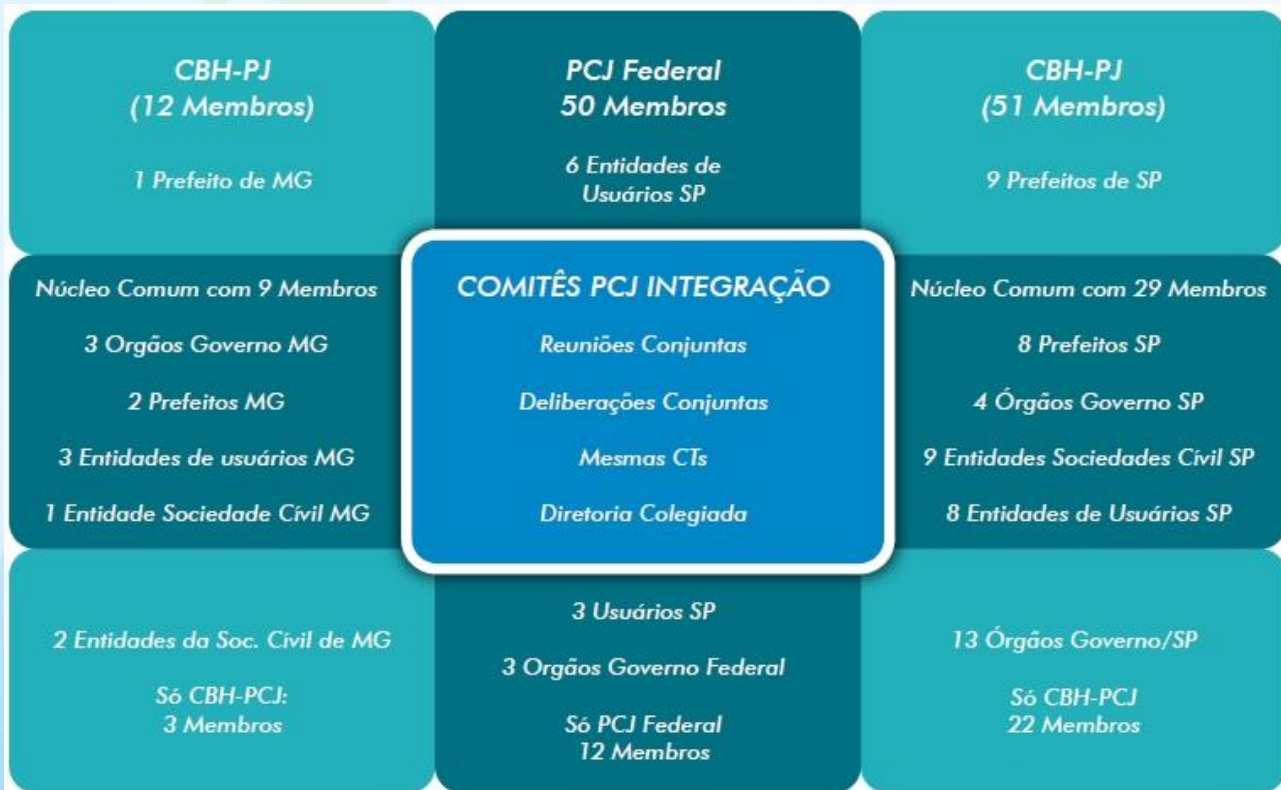 CBH-PJ
(12 Membros)
1 Prefeito de MG
PCJ Federal
50 Membros
6 Entidades de
Usuários SP
CBH-PJ
(51 Membros)
9 Prefeitos de SP
Núcleo Comum com 9 Membros
3 Orgãos Governo MG
2 Prefeitos MG
3 Entidades de usuários MG
1 Entidade Sociedade Cívil MG
COMITÊS PCJ INTEGRAÇÃO
Reuniões Conjuntas
Deliberações Conjuntas
Mesmas CTs
Diretoria Colegiada
Núcleo Comum com 29 Membros
8 Prefeitos SP
4 Órgãos Governo SP
9 Entidades Sociedades Cívil SP
8 Entidades de Usuários SP
2 Entidades da Soc. Cívil de MG
Só CBH-PCJ:
3 Membros
3 Usuários SP
3 Orgãos Governo Federal
Só PCJ Federal
12 Membros
13 Órgãos Governo/SP
Só CBH-PCJ
22 Membros